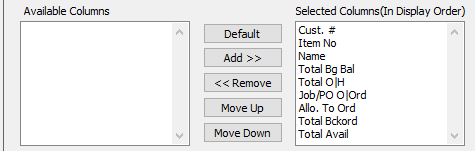 Available Columns
Selected Columns(In Display Order)
Default
Add >>
<< Remove
Move Up
Move Down
Cust. #
Item No
Name
Total Bg Bal
Total O|H
Job/PO O|Ord
Allo. To Ord
Total Bckord
Total Avail